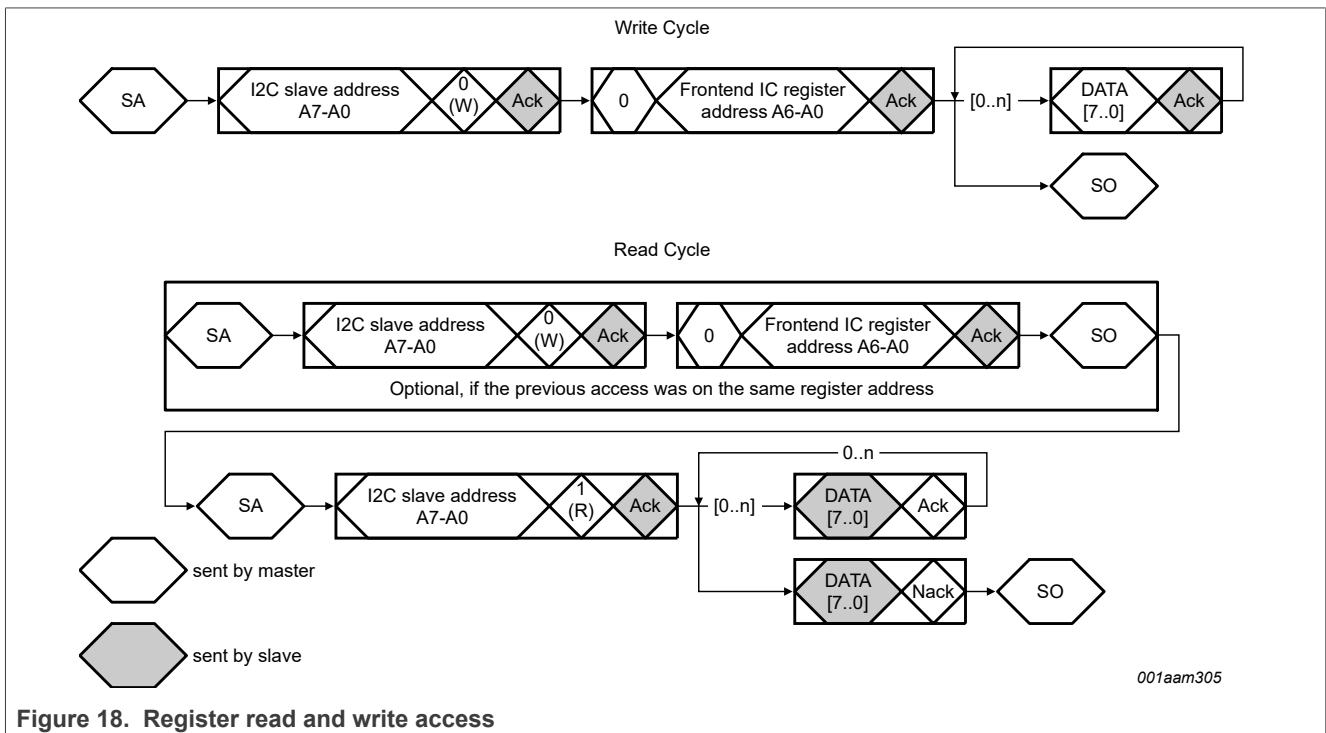 Write Cycle
SA
I2C slave address
A7-A0
0
(W)
Ack
0
Frontend IC register
address A6-A0
Ack
[0..n]
DATA
[7..0]
Ack
SO
Read Cycle
SA
I2C slave address
A7-A0
0
(W)
Ack
0
Frontend IC register
address A6-A0
Ack
SO
Optional, if the previous access was on the same register address
SA
I2C slave address
A7-A0
1
(R)
Ack
[0..n]
0..n
DATA
[7..0]
Ack
DATA
[7..0]
Nack
SO
sent by master
sent by slave
001aam305
Figure 18. Register read and write access